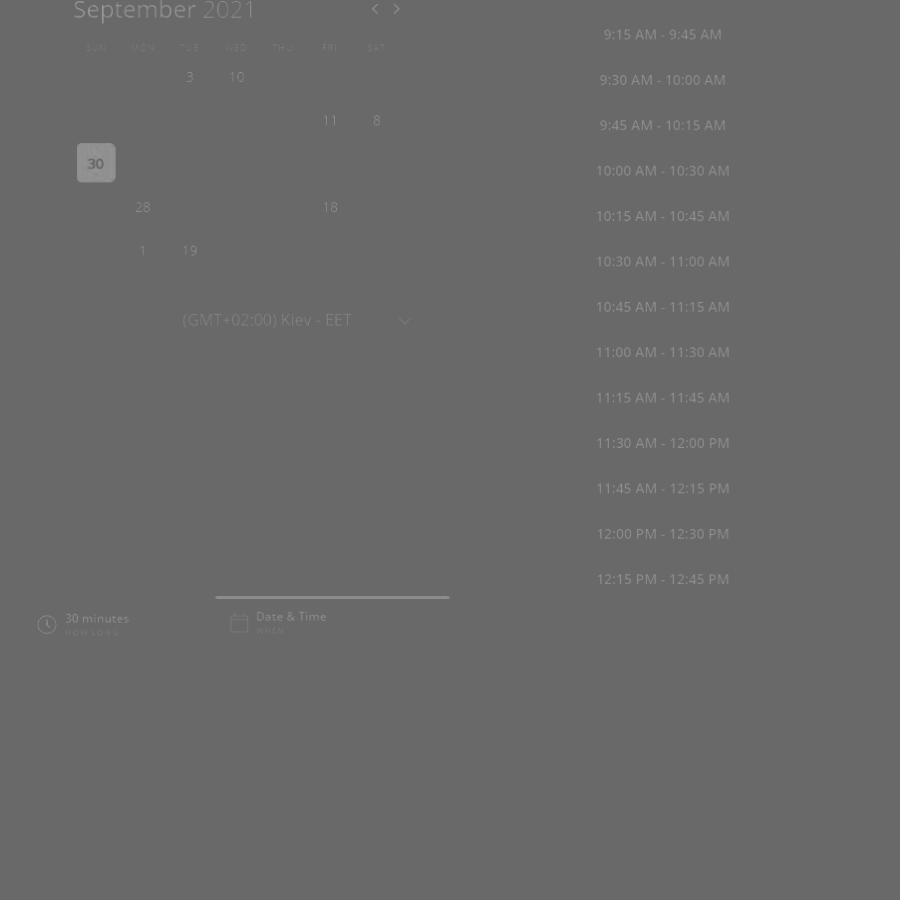 September 2021
SUN MON TUE WED THU FRI SAT
3 10
11 8
30
28 18
1 19
(GMT+02:00) Kiev - EET
9:15 AM - 9:45 AM
9:30 AM - 10:00 AM
9:45 AM - 10:15 AM
10:00 AM - 10:30 AM
10:15 AM - 10:45 AM
10:30 AM - 11:00 AM
10:45 AM - 11:15 AM
11:00 AM - 11:30 AM
11:15 AM - 11:45 AM
11:30 AM - 12:00 PM
11:45 AM - 12:15 PM
12:00 PM - 12:30 PM
12:15 PM - 12:45 PM
30 minutes
HOW LONG
Date & Time
WHEN